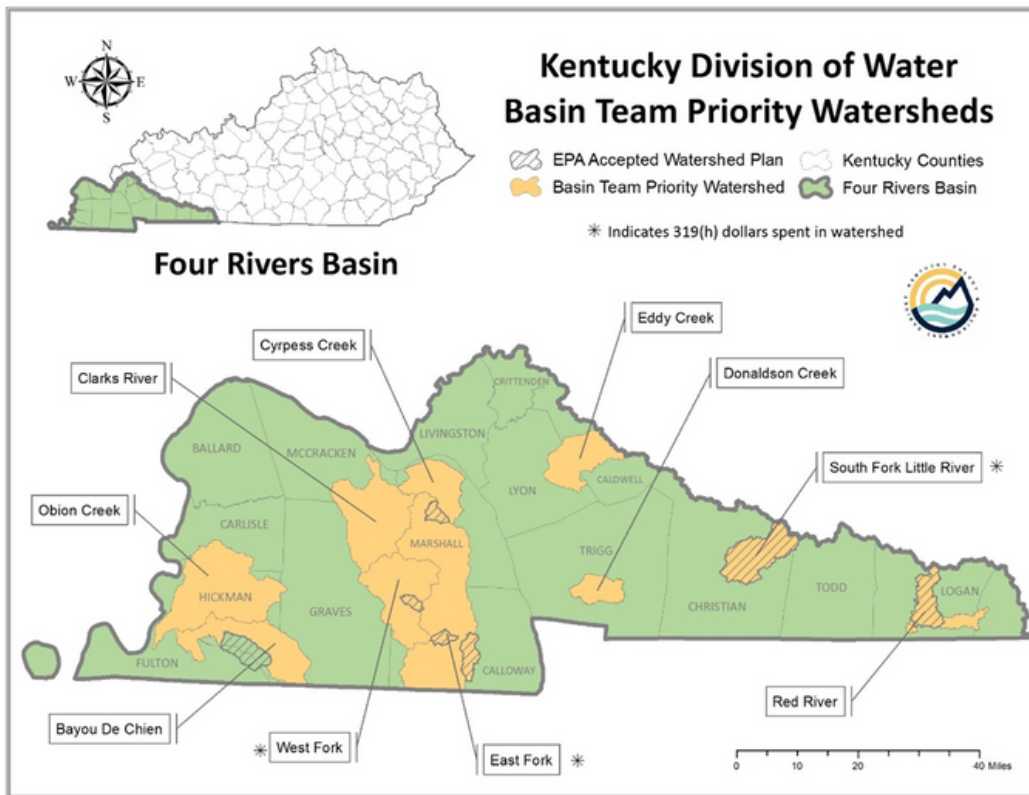 N
W E
S
Kentucky Division of Water
Basin Team Priority Watersheds
EPA Accepted Watershed Plan
Kentucky Counties
Basin Team Priority Watershed
Four Rivers Basin
✳ Indicates 319(h) dollars spent in watershed
Four Rivers Basin
Eddy Creek
Cyrpess Creek
Clarks River
Donaldson Creek
CRITTENDEN
LIVINGSTON
BALLARD
MCCRACKEN
South Fork Little River ✳
CALDWELL
LYON
Obion Creek
CARLISLE
MARSHALL
TRIGG
TODD
LOGAN
HICKMAN
GRAVES
CHRISTIAN
FULTON
CALLOWAY
Red River
Bayou De Chien
✳ West Fork
East Fork ✳
0 10 20 40 Miles